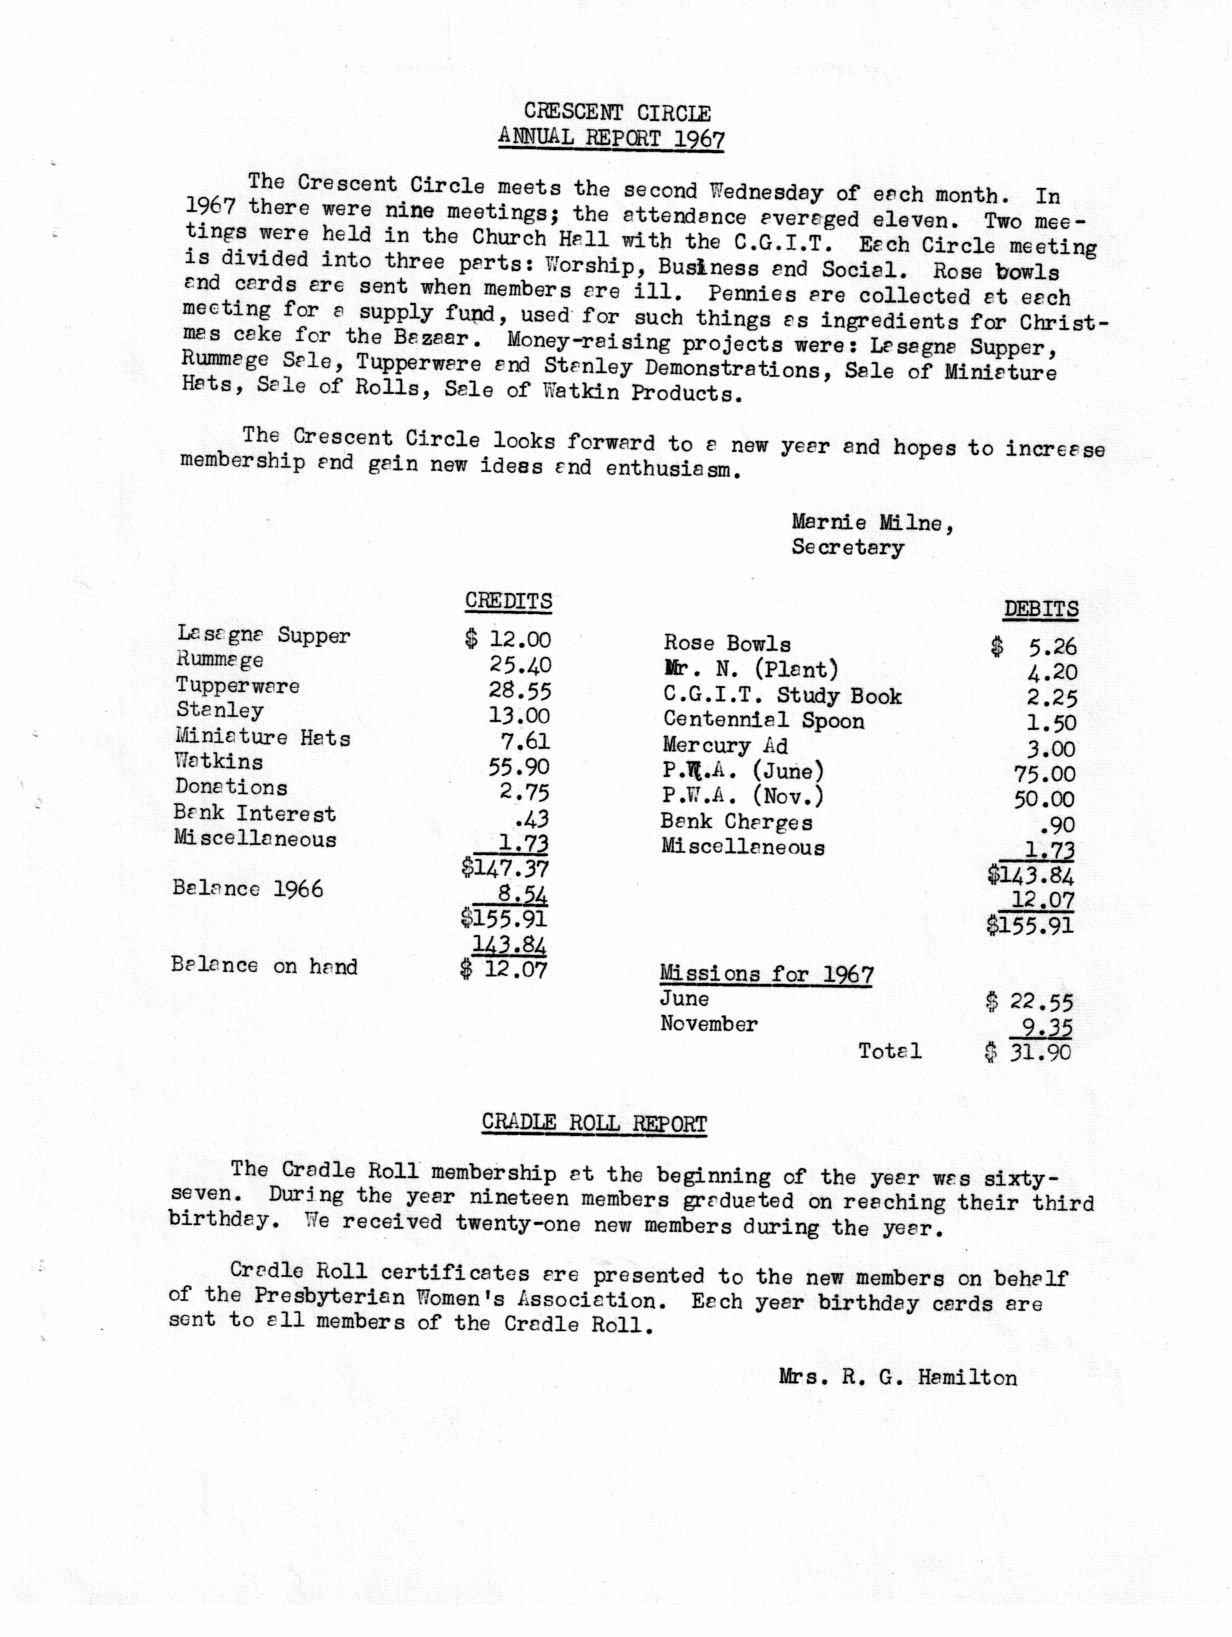 CRESCENT CIRCLE
ANNUAL REPORT 1967
The Crescent Circle meets the second Wednesday of each month. In
1967 there were nine meetings; the attendance averaged eleven. Two mee-
tings were held in the Church Hall with the C.G.I.T. Each Circle meeting
is divided into three parts: Worship, Business and Social. Rose bowls
and cards are sent when members are ill. Pennies are collected at each
meeting for a supply fund, used for such things as ingredients for Christ-
mas cake for the Bazaar. Money-raising projects were: Lasagna Supper,
Rummage Sale, Tupperware and Stanley Demonstrations, Sale of Miniature
Hats, Sale of Rolls, Sale of Watkin Products.
The Crescent Circle looks forward to a new year and hopes to increase
membership and gain new ideas and enthusiasm.
Marnie Milne,
Secretary
CREDITS
Lasagna Supper $ 12.00
Rummage 25.40
Tupperware 28.55
Stanley 13.00
Miniature Hats 7.61
Watkins 55.90
Donations 2.75
Bank Interest .43
Miscellaneous 1.73
$147.37
Balance 1966 8.54
$155.91
143.84
Balance on hand $ 12.07
DEBITS
Rose Bowls $ 5.26
Mr. N. (Plant) 4.20
C.G.I.T. Study Book 2.25
Centennial Spoon 1.50
Mercury Ad 3.00
P.W.A. (June) 75.00
P.W.A. (Nov.) 50.00
Bank Charges .90
Miscellaneous 1.73
$143.84
12.07
$155.91
Missions for 1967
June $ 22.55
November 9.35
Total $ 31.90
CRADLE ROLL REPORT
The Cradle Roll membership at the beginning of the year was sixty-
seven. During the year nineteen members graduated on reaching their third
birthday. We received twenty-one new members during the year.
Cradle Roll certificates are presented to the new members on behalf
of the Presbyterian Women's Association. Each year birthday cards are
sent to all members of the Cradle Roll.
Mrs. R. G. Hamilton